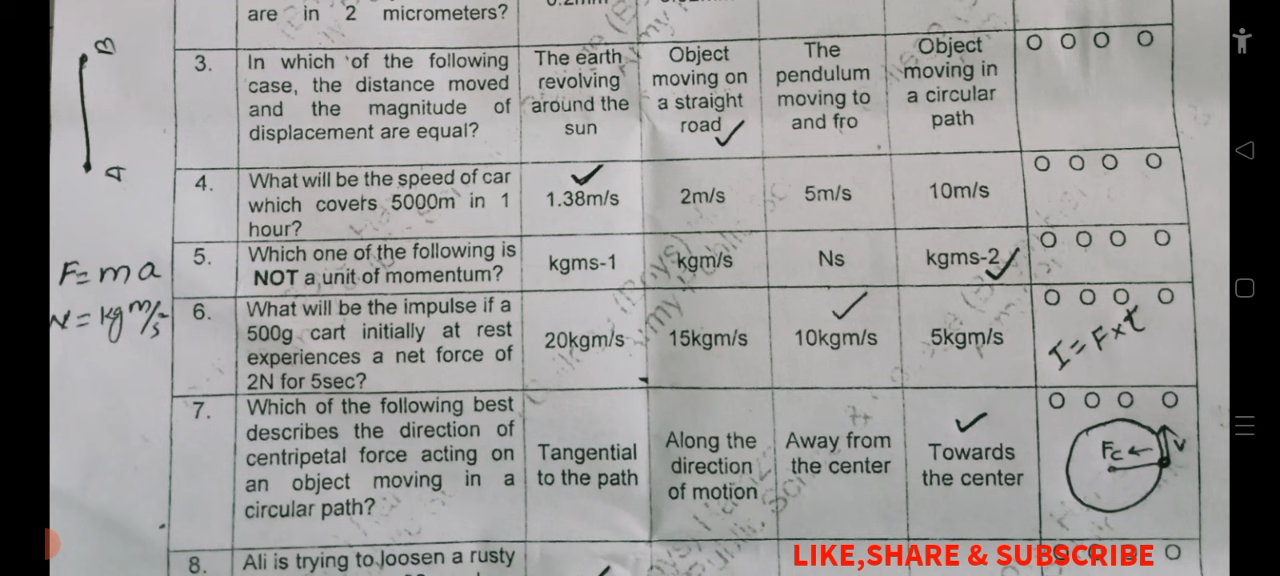 are in 2 micrometers?
3.
In which of the following
case, the distance moved
and the magnitude of
displacement are equal?
The earth
revolving
around the
sun
Object
moving on
a straight
road
The
pendulum
moving to
and fro
Object
moving in
a circular
path
O O O O
B
A
4.
What will be the speed of car
which covers 5000m in 1
hour?
1.38m/s
2m/s
5m/s
10m/s
O O O O
5.
Which one of the following is
NOT a unit of momentum?
kgms-1
kgm/s
Ns
kgms-2
O O O O
F = ma
N = kg m/s²
6.
What will be the impulse if a
500g cart initially at rest
experiences a net force of
2N for 5sec?
20kgm/s
15kgm/s
10kgm/s
5kgm/s
O O O O
I = F×t
7.
Which of the following best
describes the direction of
centripetal force acting on
an object moving in a
circular path?
Tangential
to the path
Along the
direction
of motion
Away from
the center
Towards
the center
O O O O
Fc
V
8.
Ali is trying to loosen a rusty
LIKE,SHARE & SUBSCRIBE